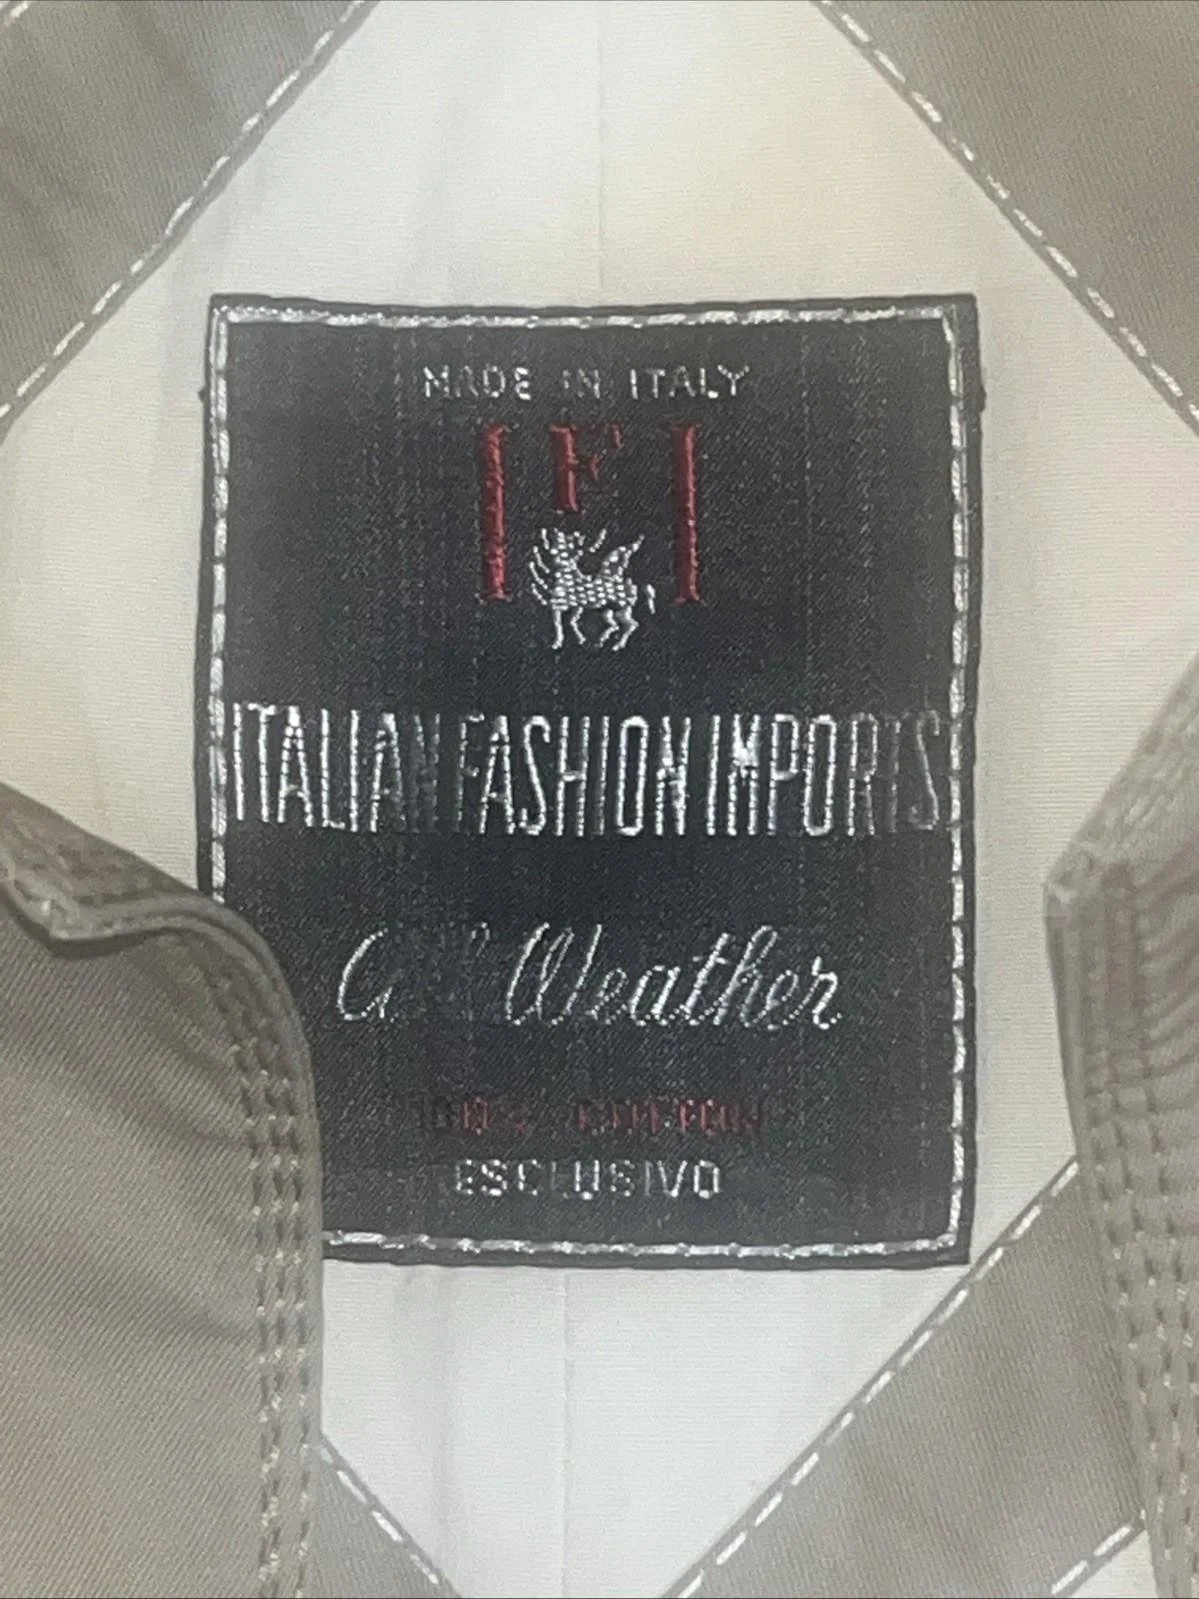 MADE IN ITALY
IFI
ITALIAN FASHION IMPORTS
All Weather
100% COTTON
ESCLUSIVO